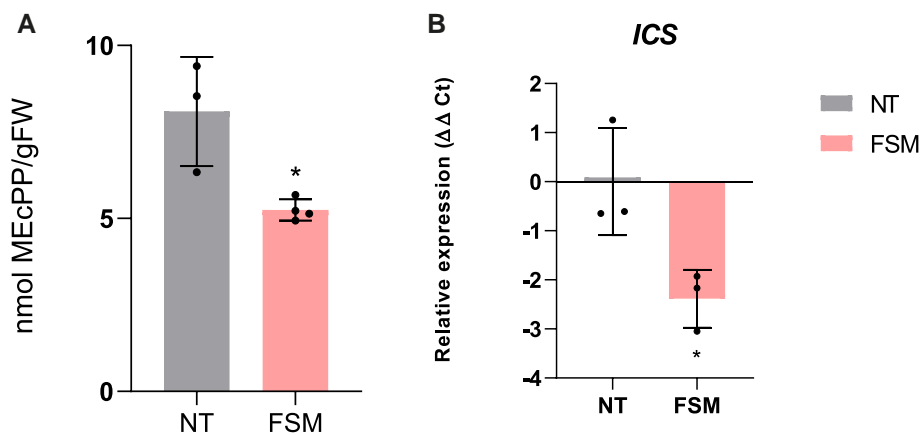 A
nmol MEcPP/gFW
10
5
0
*
NT
FSM
B
ICS
Relative expression (Δ Δ Ct)
2
1
0
-1
-2
-3
-4
*
NT
FSM
NT
FSM